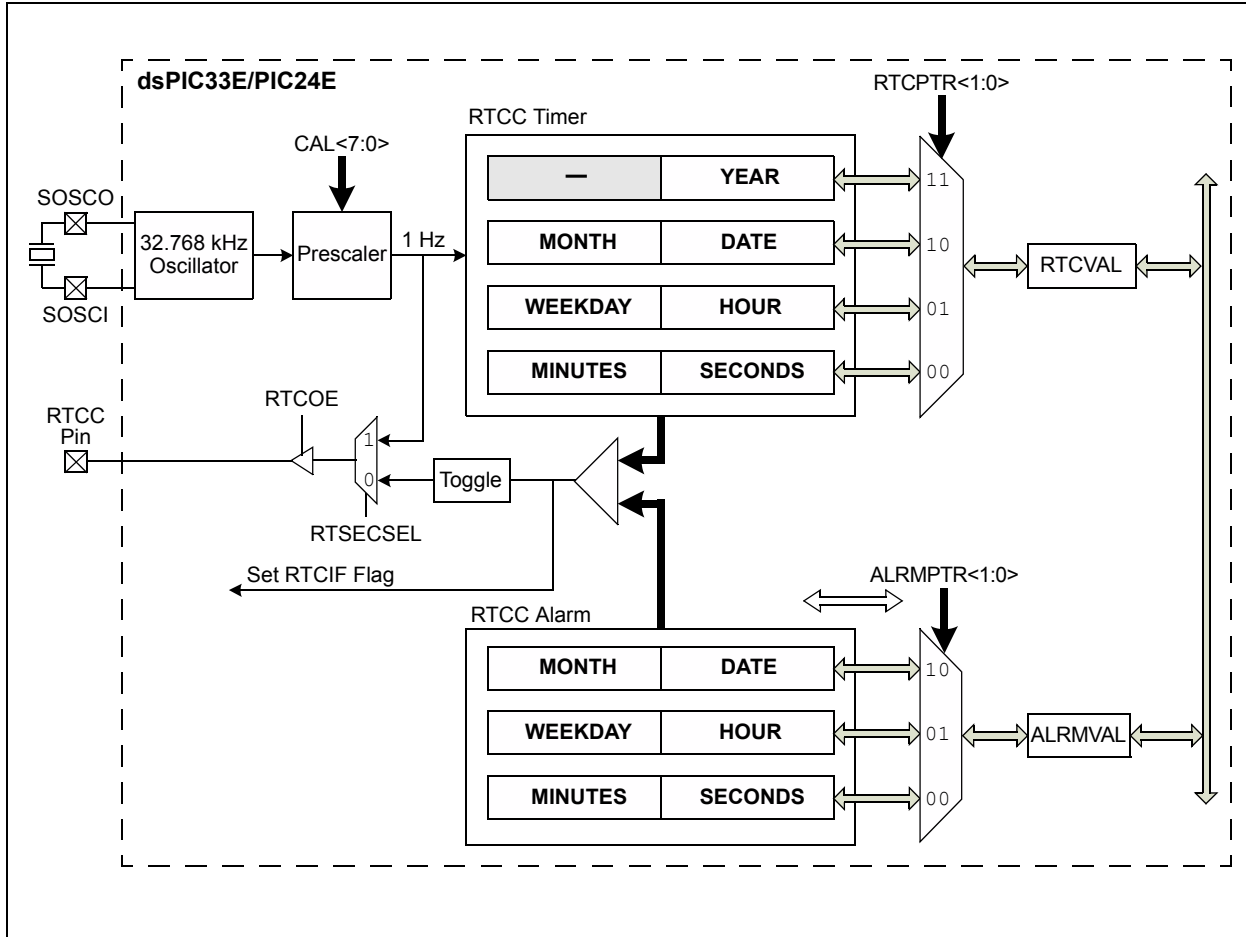 dsPIC33E/PIC24E
RTCPTR<1:0>
RTCC Timer
CAL<7:0>
— YEAR 11
SOSCO
32.768 kHz
Oscillator
Prescaler
1 Hz
MONTH DATE 10
RTCVAL
SOSCI
WEEKDAY HOUR 01
MINUTES SECONDS 00
RTCOE
RTCC
Pin
1
0
Toggle
RTSECSEL
Set RTCIF Flag
ALRMPTR<1:0>
RTCC Alarm
MONTH DATE 10
WEEKDAY HOUR 01
ALRMVAL
MINUTES SECONDS 00